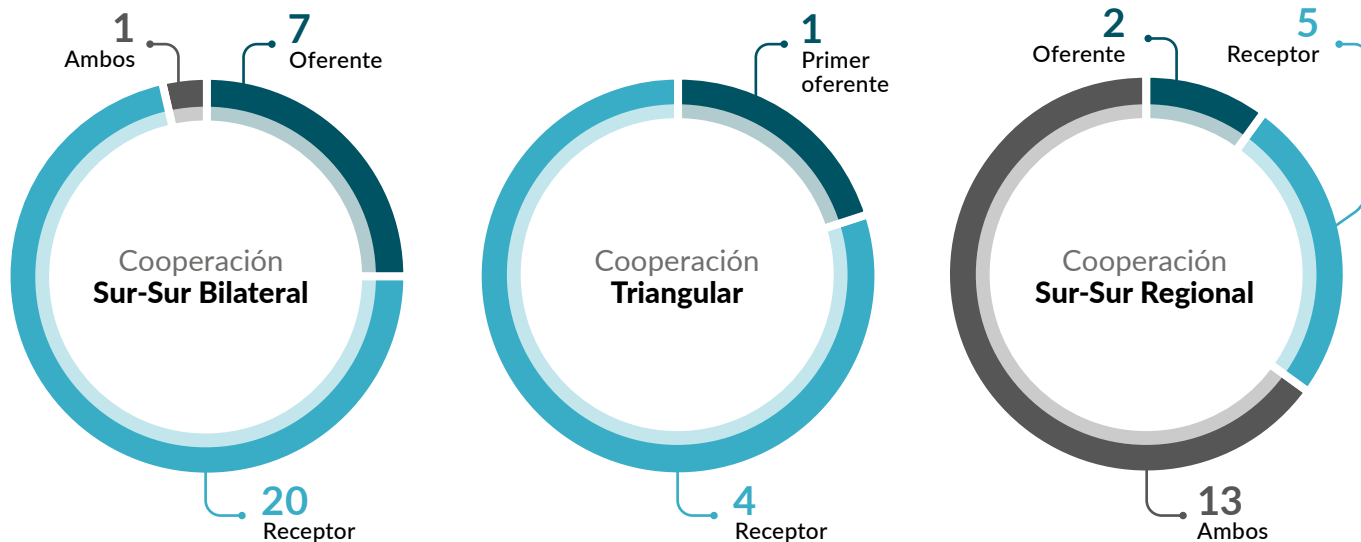 1
Ambos
7
Oferente
Cooperación
Sur-Sur Bilateral
20
Receptor
1
Primer
oferente
Cooperación
Triangular
4
Receptor
2
Oferente
5
Receptor
Cooperación
Sur-Sur Regional
13
Ambos